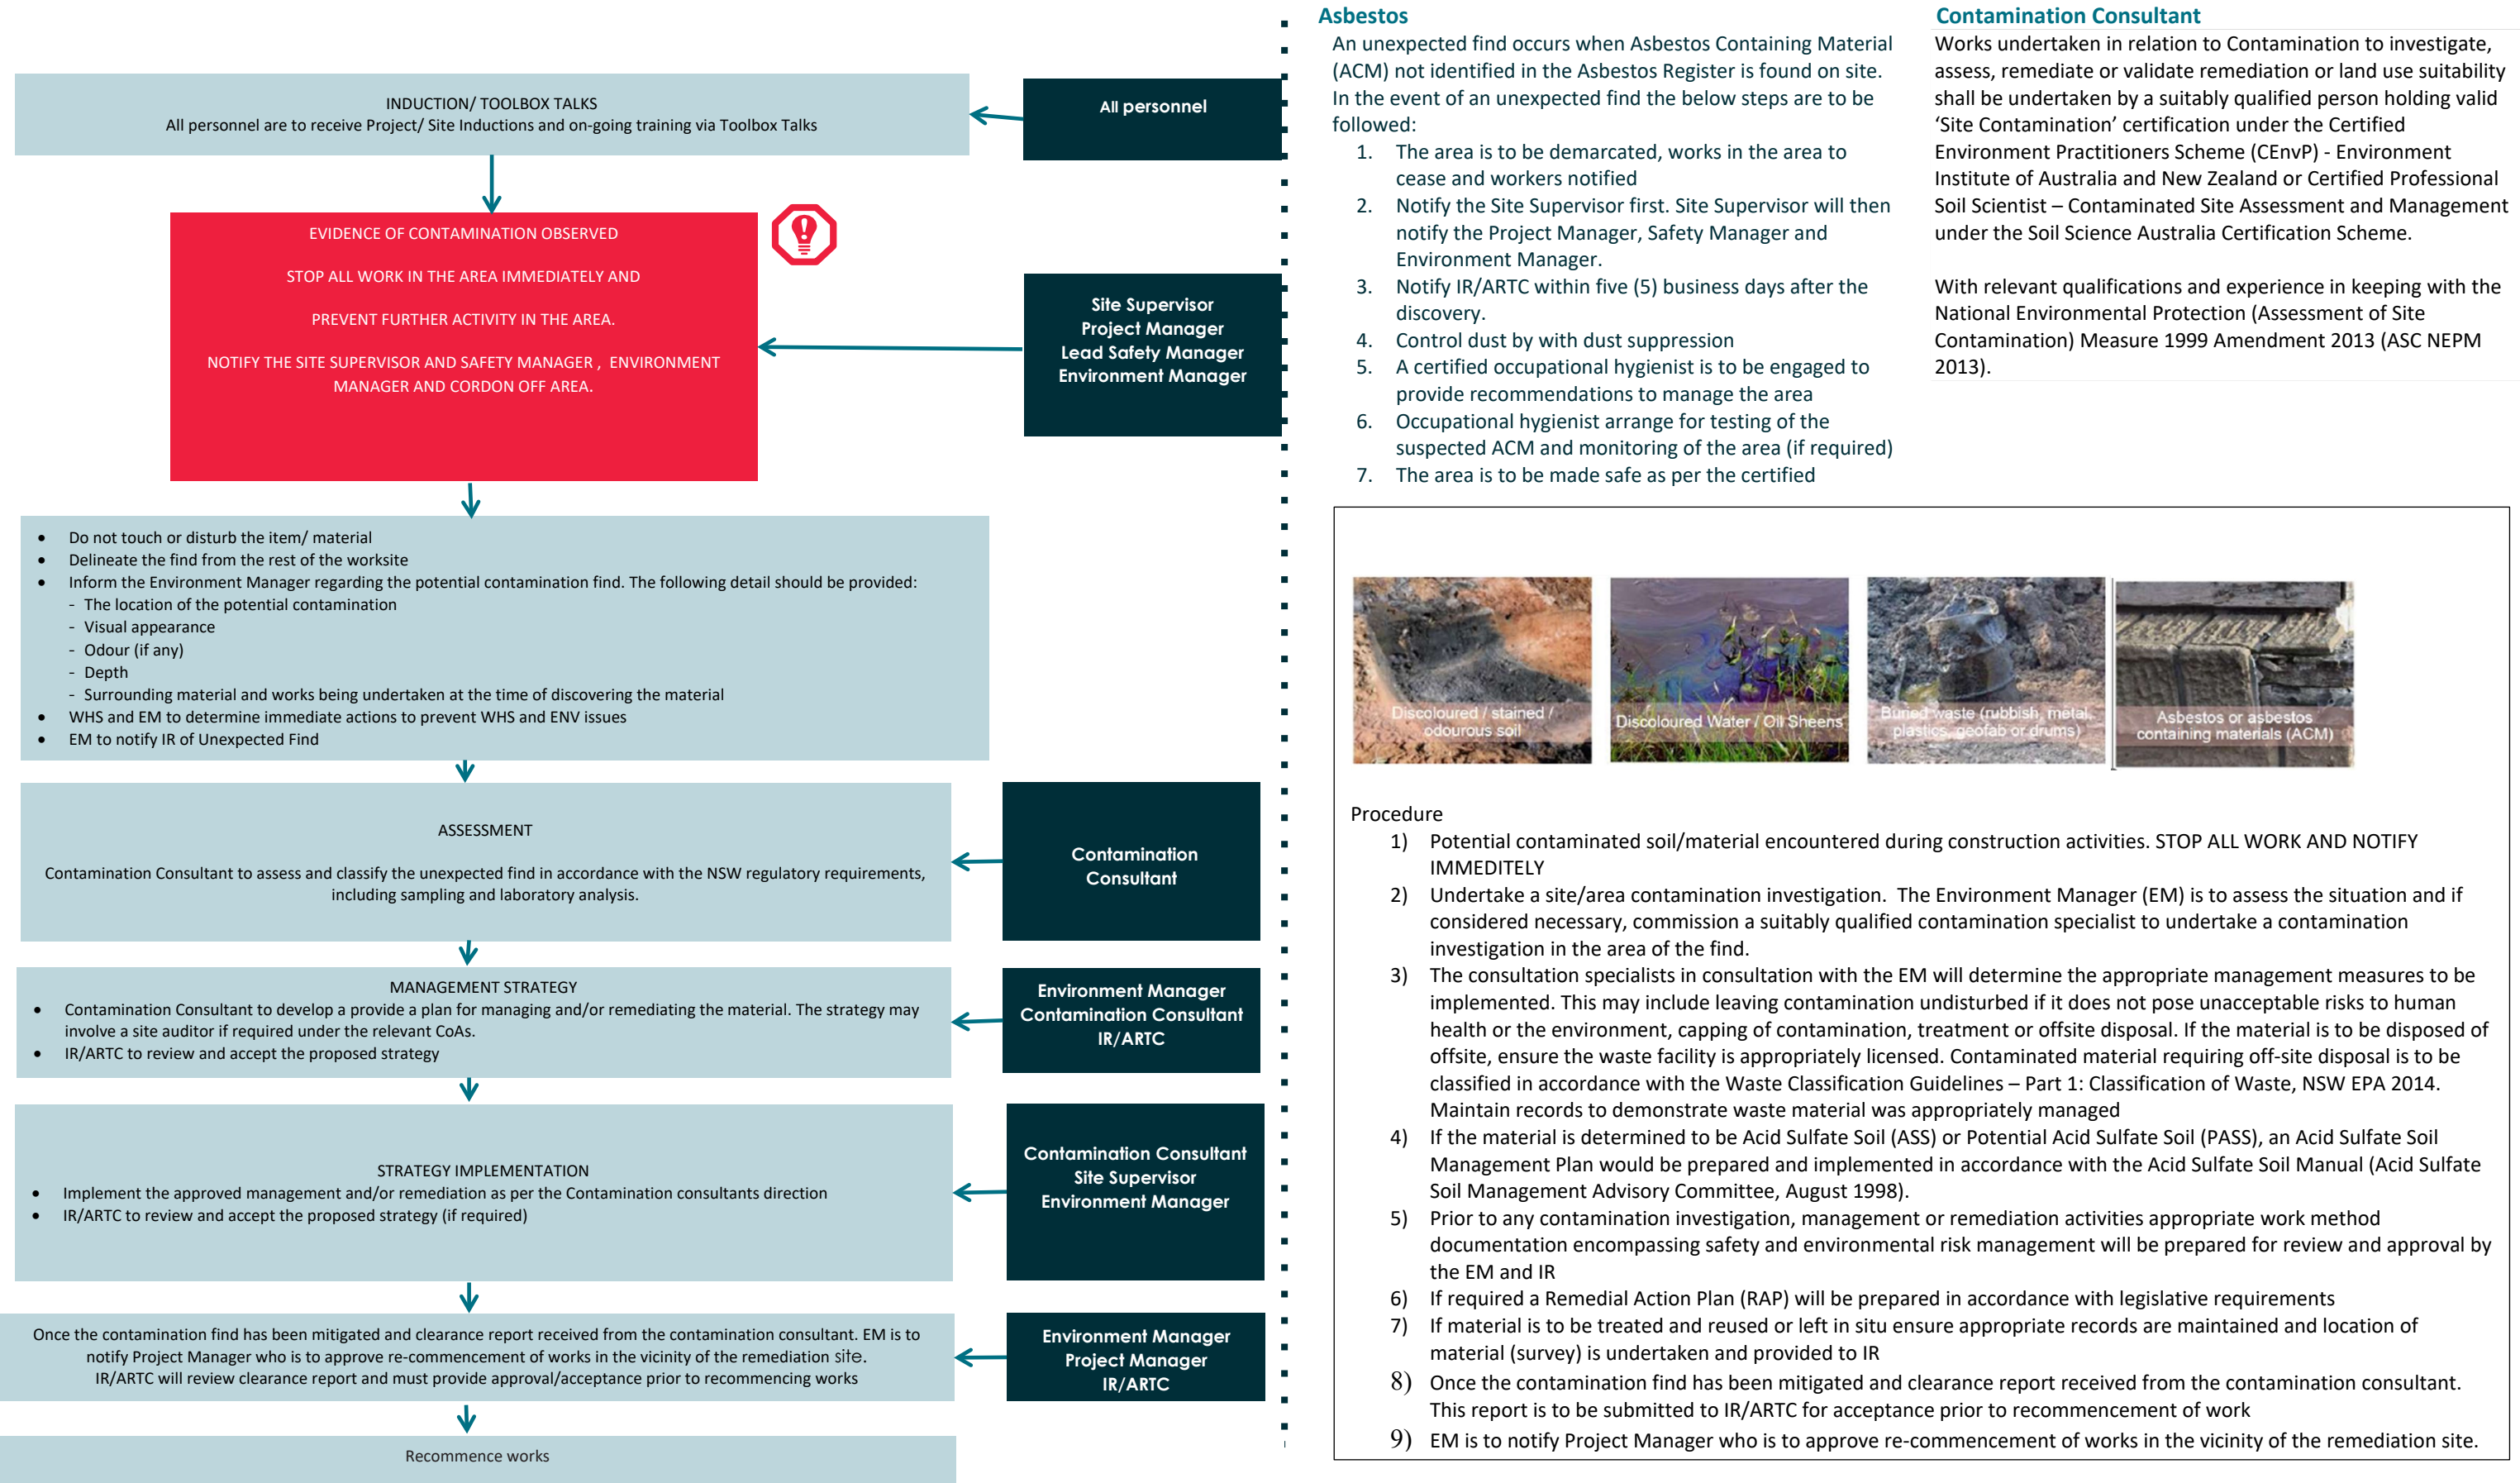 INDUCTION/ TOOLBOX TALKS
All personnel are to receive Project/ Site Inductions and on-going training via Toolbox Talks
All personnel
EVIDENCE OF CONTAMINATION OBSERVED
STOP ALL WORK IN THE AREA IMMEDIATELY AND
PREVENT FURTHER ACTIVITY IN THE AREA.
NOTIFY THE SITE SUPERVISOR AND SAFETY MANAGER , ENVIRONMENT
MANAGER AND CORDON OFF AREA.
Site Supervisor
Project Manager
Lead Safety Manager
Environment Manager
• Do not touch or disturb the item/ material
• Delineate the find from the rest of the worksite
• Inform the Environment Manager regarding the potential contamination find. The following detail should be provided:
- The location of the potential contamination
- Visual appearance
- Odour (if any)
- Depth
- Surrounding material and works being undertaken at the time of discovering the material
• WHS and EM to determine immediate actions to prevent WHS and ENV issues
• EM to notify IR of Unexpected Find
ASSESSMENT
Contamination Consultant to assess and classify the unexpected find in accordance with the NSW regulatory requirements,
including sampling and laboratory analysis.
Contamination
Consultant
MANAGEMENT STRATEGY
• Contamination Consultant to develop a provide a plan for managing and/or remediating the material. The strategy may
involve a site auditor if required under the relevant CoAs.
• IR/ARTC to review and accept the proposed strategy
Environment Manager
Contamination Consultant
IR/ARTC
STRATEGY IMPLEMENTATION
• Implement the approved management and/or remediation as per the Contamination consultants direction
• IR/ARTC to review and accept the proposed strategy (if required)
Contamination Consultant
Site Supervisor
Environment Manager
Once the contamination find has been mitigated and clearance report received from the contamination consultant. EM is to
notify Project Manager who is to approve re-commencement of works in the vicinity of the remediation site.
IR/ARTC will review clearance report and must provide approval/acceptance prior to recommencing works
Environment Manager
Project Manager
IR/ARTC
Recommence works
Asbestos
An unexpected find occurs when Asbestos Containing Material
(ACM) not identified in the Asbestos Register is found on site.
In the event of an unexpected find the below steps are to be
followed:
1. The area is to be demarcated, works in the area to
cease and workers notified
2. Notify the Site Supervisor first. Site Supervisor will then
notify the Project Manager, Safety Manager and
Environment Manager.
3. Notify IR/ARTC within five (5) business days after the
discovery.
4. Control dust by with dust suppression
5. A certified occupational hygienist is to be engaged to
provide recommendations to manage the area
6. Occupational hygienist arrange for testing of the
suspected ACM and monitoring of the area (if required)
7. The area is to be made safe as per the certified
Contamination Consultant
Works undertaken in relation to Contamination to investigate,
assess, remediate or validate remediation or land use suitability
shall be undertaken by a suitably qualified person holding valid
‘Site Contamination’ certification under the Certified
Environment Practitioners Scheme (CEnvP) - Environment
Institute of Australia and New Zealand or Certified Professional
Soil Scientist – Contaminated Site Assessment and Management
under the Soil Science Australia Certification Scheme.
With relevant qualifications and experience in keeping with the
National Environmental Protection (Assessment of Site
Contamination) Measure 1999 Amendment 2013 (ASC NEPM
2013).
Discoloured / stained /
odourous soil
Discoloured Water / Oil Sheens
Buried waste (rubbish, metal,
plastics, geofab or drums)
Asbestos or asbestos
containing materials (ACM)
Procedure
1) Potential contaminated soil/material encountered during construction activities. STOP ALL WORK AND NOTIFY
IMMEDITELY
2) Undertake a site/area contamination investigation. The Environment Manager (EM) is to assess the situation and if
considered necessary, commission a suitably qualified contamination specialist to undertake a contamination
investigation in the area of the find.
3) The consultation specialists in consultation with the EM will determine the appropriate management measures to be
implemented. This may include leaving contamination undisturbed if it does not pose unacceptable risks to human
health or the environment, capping of contamination, treatment or offsite disposal. If the material is to be disposed of
offsite, ensure the waste facility is appropriately licensed. Contaminated material requiring off-site disposal is to be
classified in accordance with the Waste Classification Guidelines – Part 1: Classification of Waste, NSW EPA 2014.
Maintain records to demonstrate waste material was appropriately managed
4) If the material is determined to be Acid Sulfate Soil (ASS) or Potential Acid Sulfate Soil (PASS), an Acid Sulfate Soil
Management Plan would be prepared and implemented in accordance with the Acid Sulfate Soil Manual (Acid Sulfate
Soil Management Advisory Committee, August 1998).
5) Prior to any contamination investigation, management or remediation activities appropriate work method
documentation encompassing safety and environmental risk management will be prepared for review and approval by
the EM and IR
6) If required a Remedial Action Plan (RAP) will be prepared in accordance with legislative requirements
7) If material is to be treated and reused or left in situ ensure appropriate records are maintained and location of
material (survey) is undertaken and provided to IR
8) Once the contamination find has been mitigated and clearance report received from the contamination consultant.
This report is to be submitted to IR/ARTC for acceptance prior to recommencement of work
9) EM is to notify Project Manager who is to approve re-commencement of works in the vicinity of the remediation site.